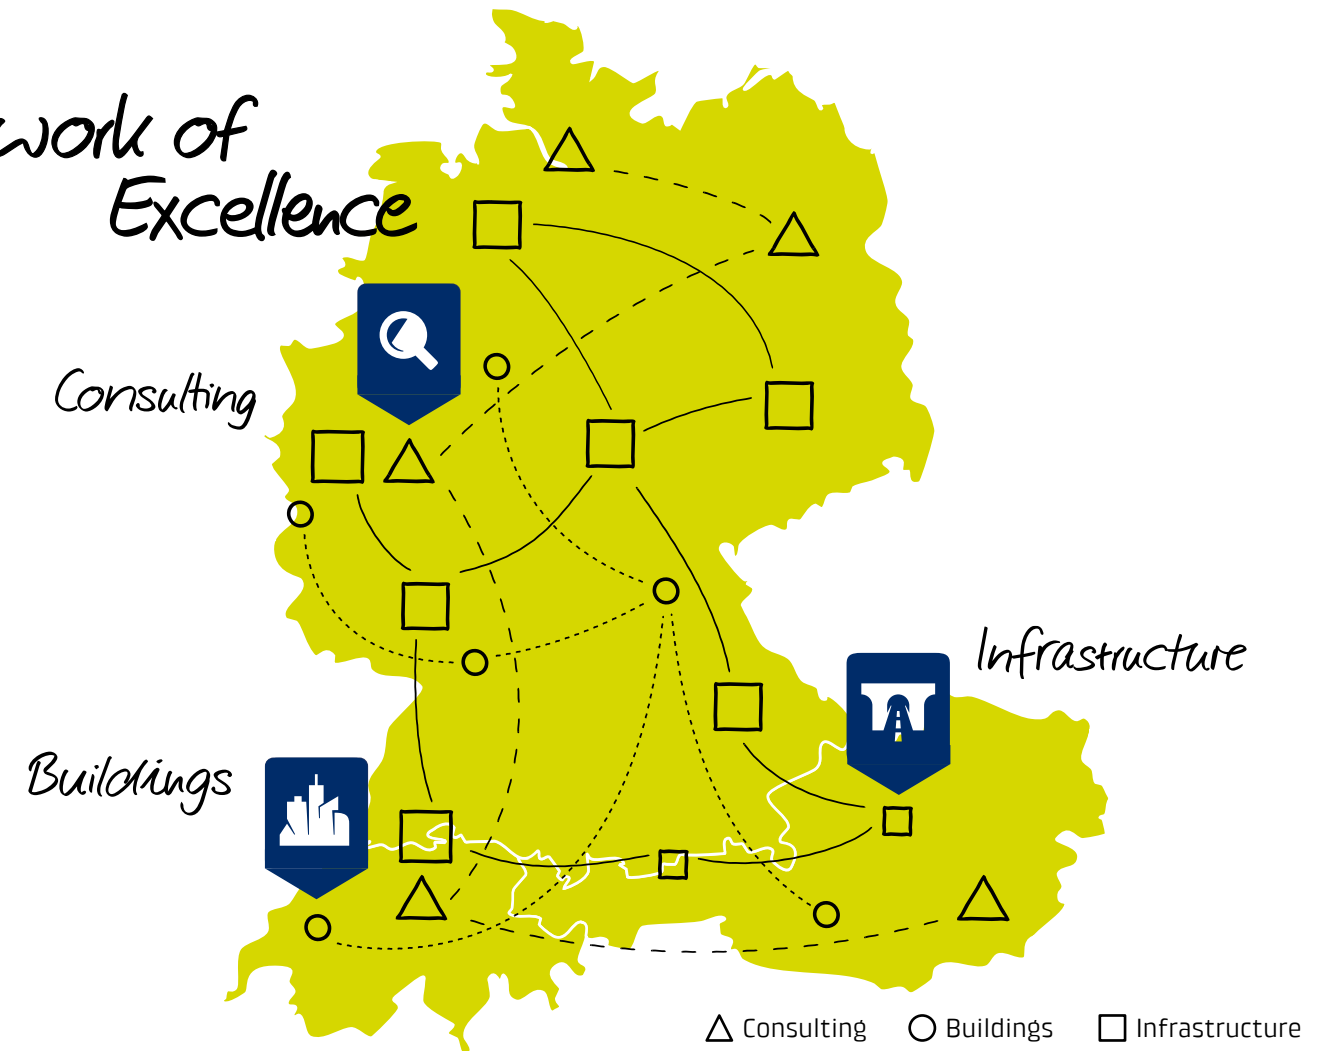 work of
Excellence
Consulting
Infrastructure
Buildings
Consulting Buildings Infrastructure